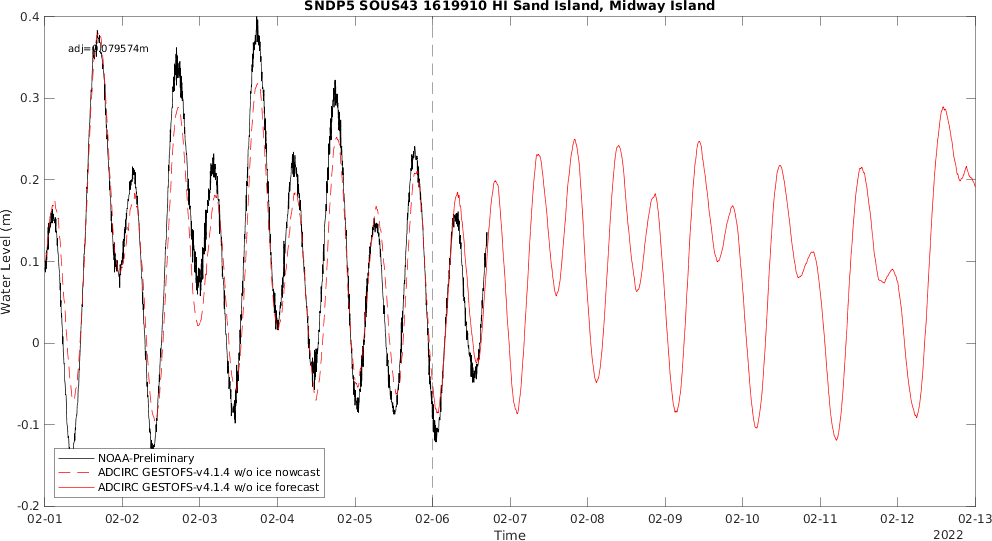 SNDP5 SOUS43 1619910 HI Sand Island, Midway Island
0.4
adj=0.079574m
0.3
0.2
0.1
0
-0.1
-0.2
Water Level (m)
NOAA-Preliminary
ADCIRC GESTOFS-v4.1.4 w/o ice nowcast
ADCIRC GESTOFS-v4.1.4 w/o ice forecast
02-01 02-02 02-03 02-04 02-05 02-06 02-07 02-08 02-09 02-10 02-11 02-12 02-13
Time
2022